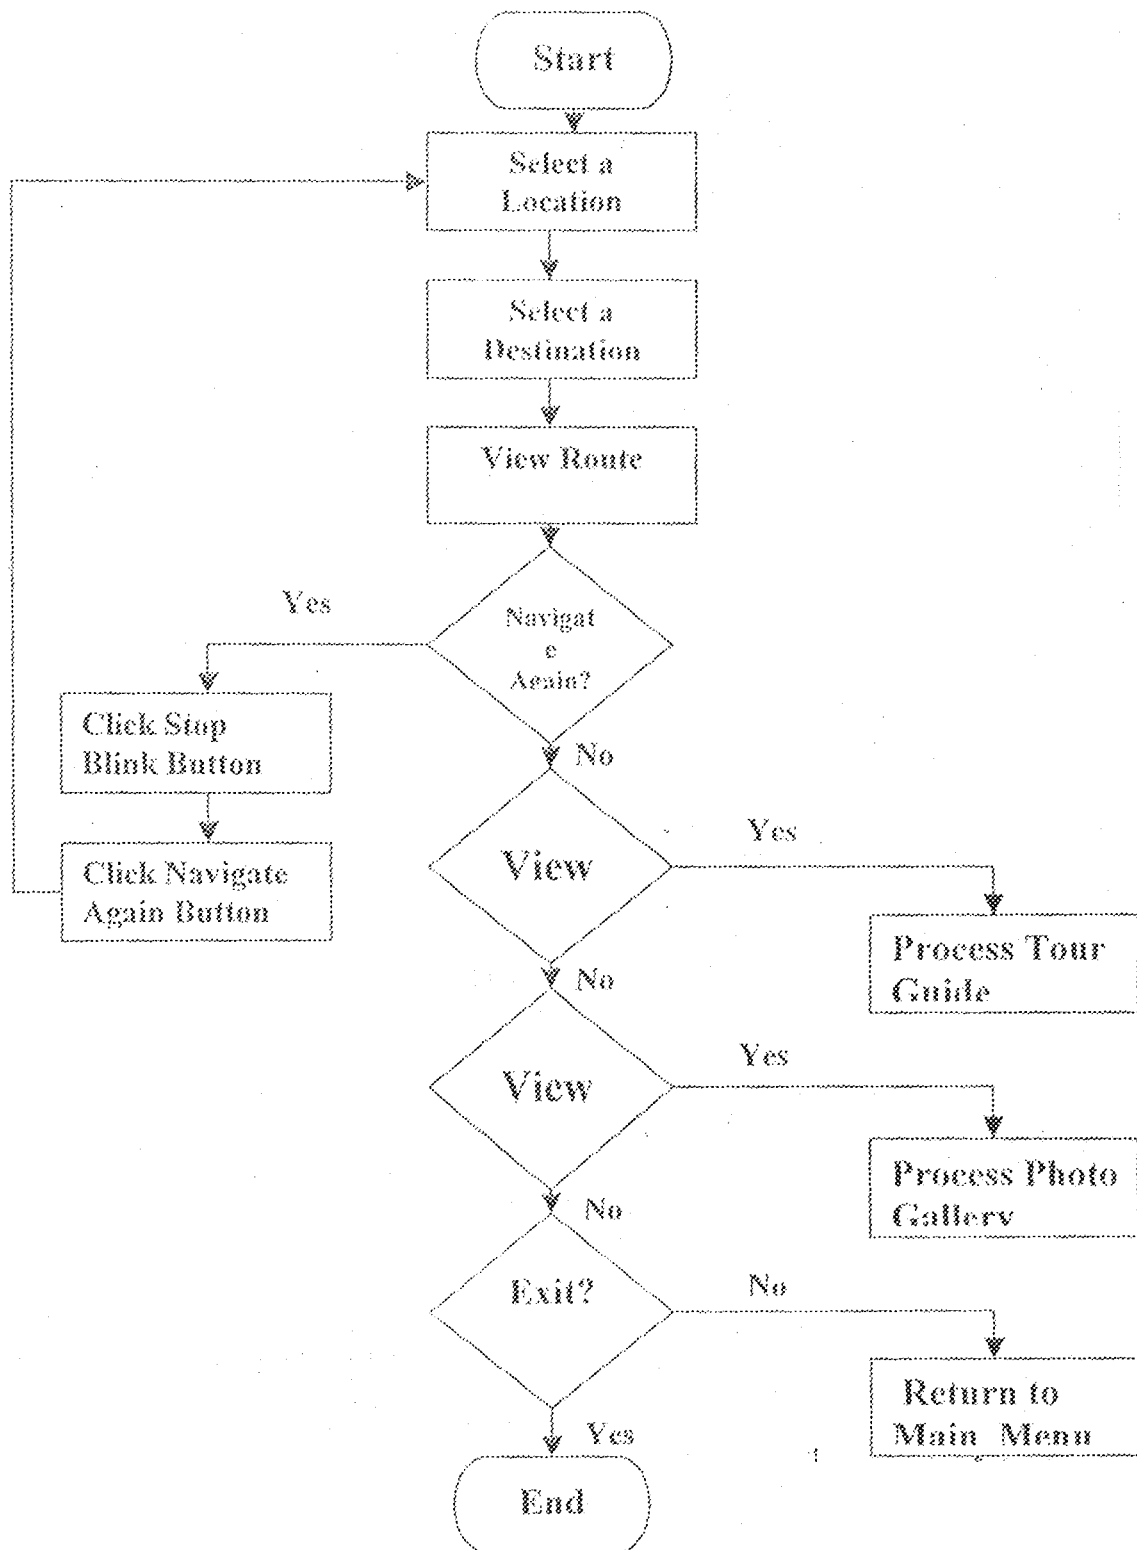 Start
Select a
Location
Select a
Destination
View Route
Yes
Navigat
e
Again?
Click Stop
Blink Button
No
Click Navigate
Again Button
View
Yes
Process Tour
Guide
No
View
Yes
Process Photo
Gallery
No
Exit?
No
Return to
Main Menu
Yes
End